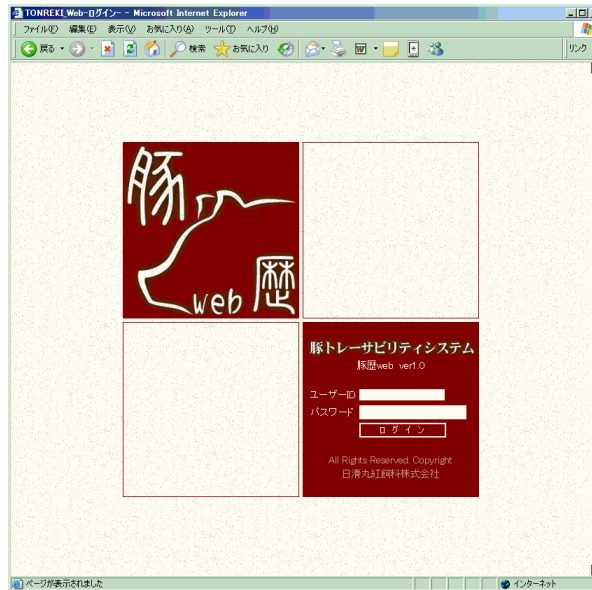 TONREKI_Web-ログイン- - Microsoft Internet Explorer
ファイル(F) 編集(E) 表示(V) お気に入り(A) ツール(T) ヘルプ(H)
戻る 検索 お気に入り リンク
豚
web 歴
豚トレーサビリティシステム
豚歴web ver1.0
ユーザーID
パスワード
ログイン
All Rights Reserved. Copyright
日清丸紅飼料株式会社
ページが表示されました インターネット